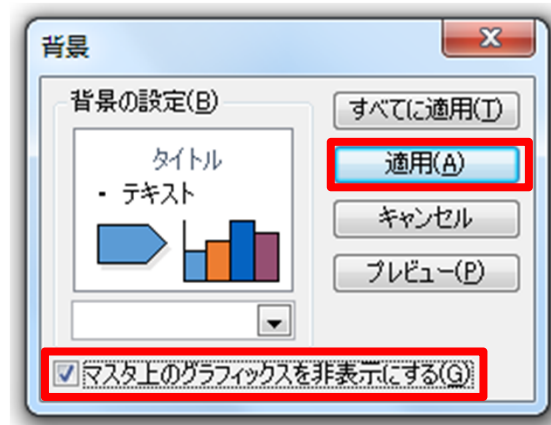 背景
背景の設定(B)
タイトル
・ テキスト
すべてに適用(T)
適用(A)
キャンセル
プレビュー(P)
マスタ上のグラフィックスを非表示にする(G)